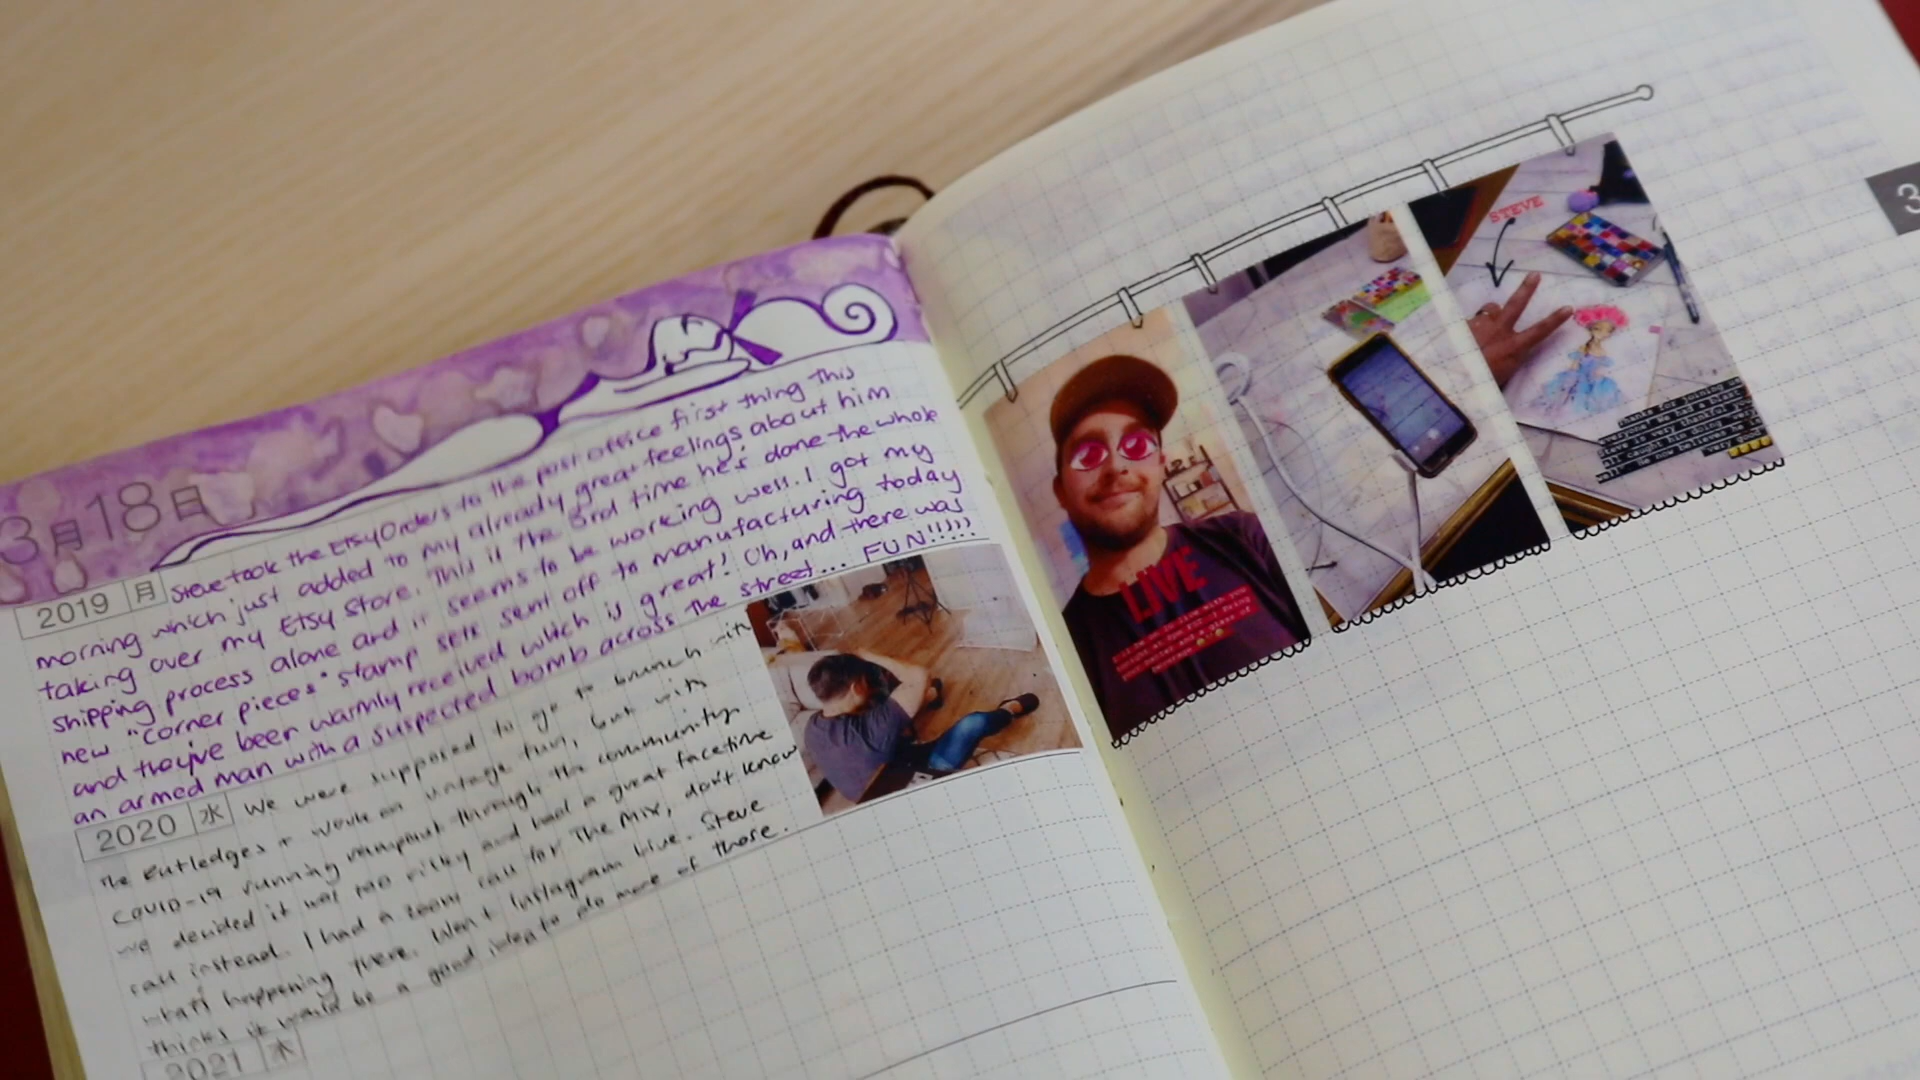 3月18日
2019 月 Steve took the Etsy Orders to the post office first thing this
morning which just added to my already great feelings about him
taking over my Etsy Store. This is the 3rd time he's done the whole
shipping process alone and it seems to be working well. I got my
new "corner pieces" stamp sets sent off to manufacturing today
and they've been warmly received which is great! Oh, and there was
an armed man with a suspected bomb across the street... FUN!!!!!
2020 水 We were supposed to go to brunch with
The Rutledges + work on vintage fun, but with
COVID-19 running rampant through the community
we decided it was too risky and had a great facetime
call instead. I had a zoom call for The Mix, don't know
what's happening there. Went Instagram Live. Steve
thinks it would be a good idea to do more of those.
2021 木
LIVE
STEVE
Thanks for joining us
3